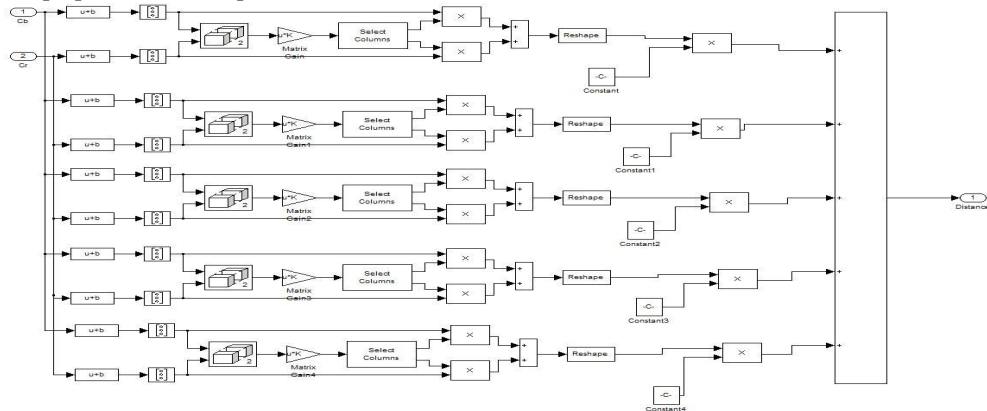 1
Cb
2
Cr
u+b
u+b
2
u*K
Matrix
Gain
Select
Columns
×
×
+
+
Reshape
-C-
Constant
×
+
u+b
u+b
2
u*K
Matrix
Gain1
Select
Columns
×
×
+
+
Reshape
-C-
Constant1
×
+
u+b
u+b
2
u*K
Matrix
Gain2
Select
Columns
×
×
+
+
Reshape
-C-
Constant2
×
+
1
Distance
u+b
u+b
2
u*K
Matrix
Gain3
Select
Columns
×
×
+
+
Reshape
-C-
Constant3
×
+
u+b
u+b
2
u*K
Matrix
Gain4
Select
Columns
×
×
+
+
Reshape
-C-
Constant4
×
+